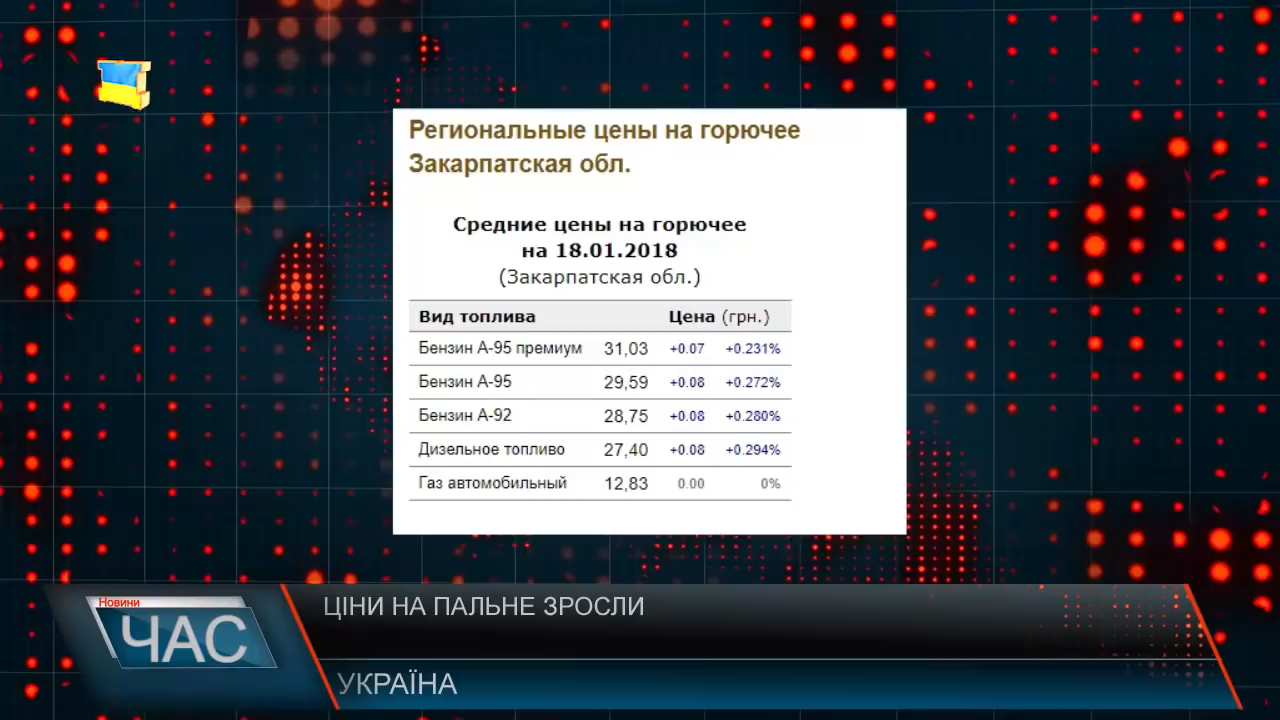 Региональные цены на горючее
Закарпатская обл.
Средние цены на горючее
на 18.01.2018
(Закарпатская обл.)
Вид топлива Цена (грн.)
Бензин А-95 премиум 31,03 +0.07 +0.231%
Бензин А-95 29,59 +0.08 +0.272%
Бензин А-92 28,75 +0.08 +0.280%
Дизельное топливо 27,40 +0.08 +0.294%
Газ автомобильный 12,83 0.00 0%
Новини
ЧАС
ЦІНИ НА ПАЛЬНЕ ЗРОСЛИ
УКРАЇНА